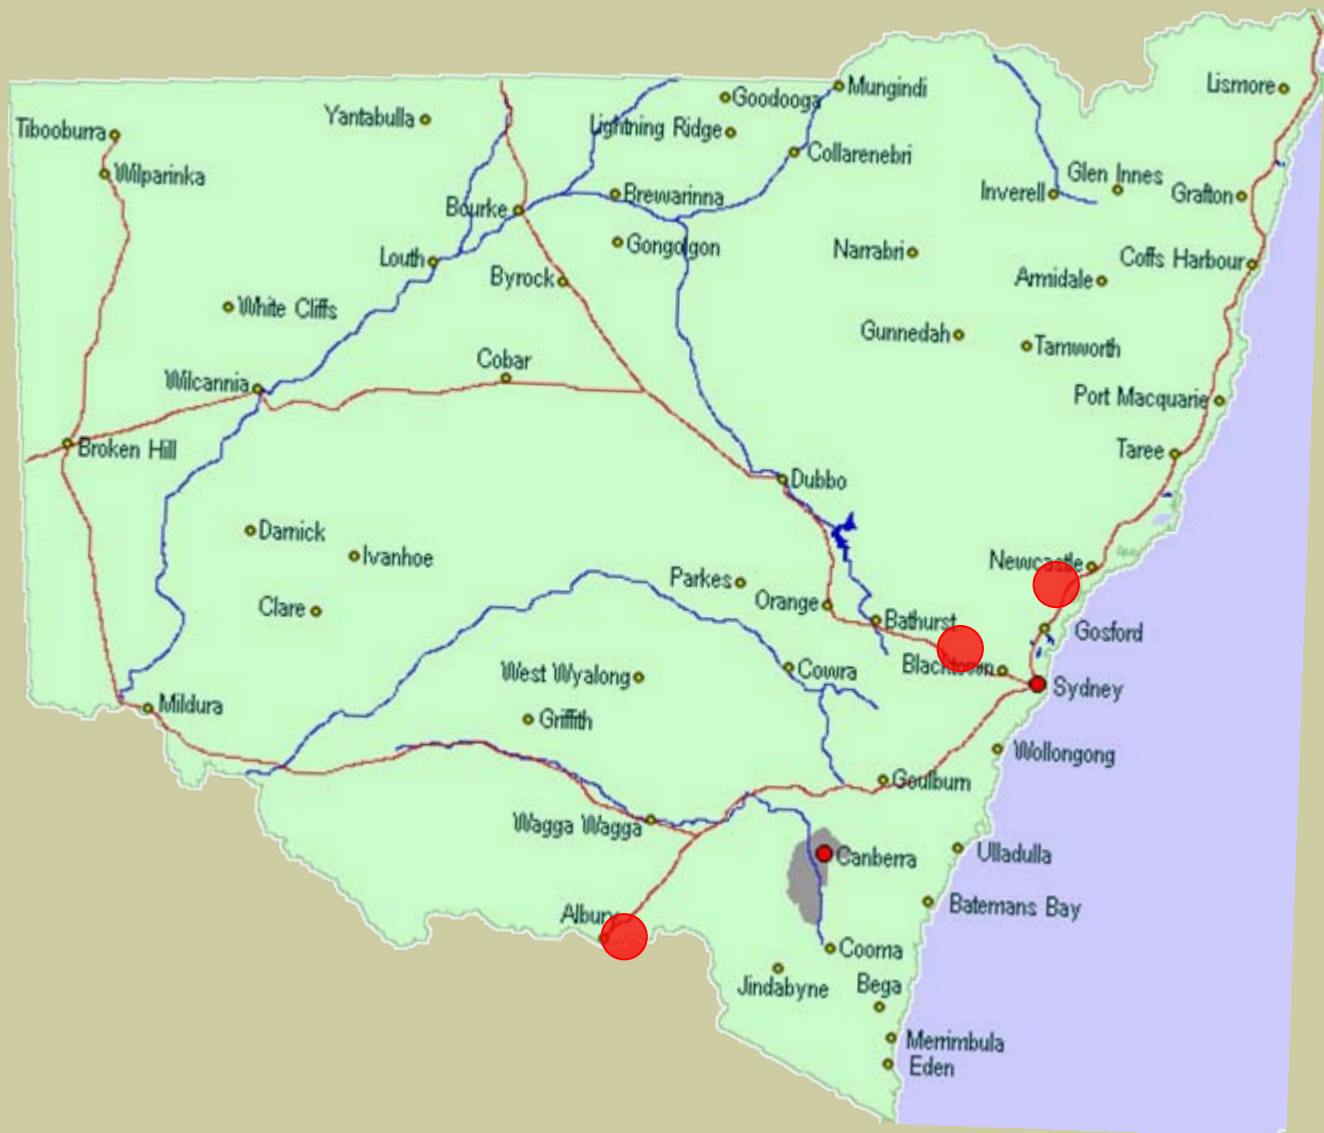 Lismore
Mungindi
Goodooga
Yantabulla
Lightning Ridge
Tibooburra
Collarenebri
Wilparinka
Glen Innes
Inverell
Grafton
Brewarinna
Bourke
Gongolgon
Narrabri
Louth
Coffs Harbour
Byrock
Armidale
White Cliffs
Gunnedah
Tamworth
Cobar
Wilcannia
Port Macquarie
Broken Hill
Taree
Dubbo
Darnick
Ivanhoe
Newcastle
Parkes
Orange
Clare
Bathurst
Gosford
Blacktown
West Wyalong
Cowra
Sydney
Mildura
Griffith
Wollongong
Goulburn
Wagga Wagga
Canberra
Ulladulla
Batemans Bay
Albury
Cooma
Jindabyne
Bega
Merrimbula
Eden